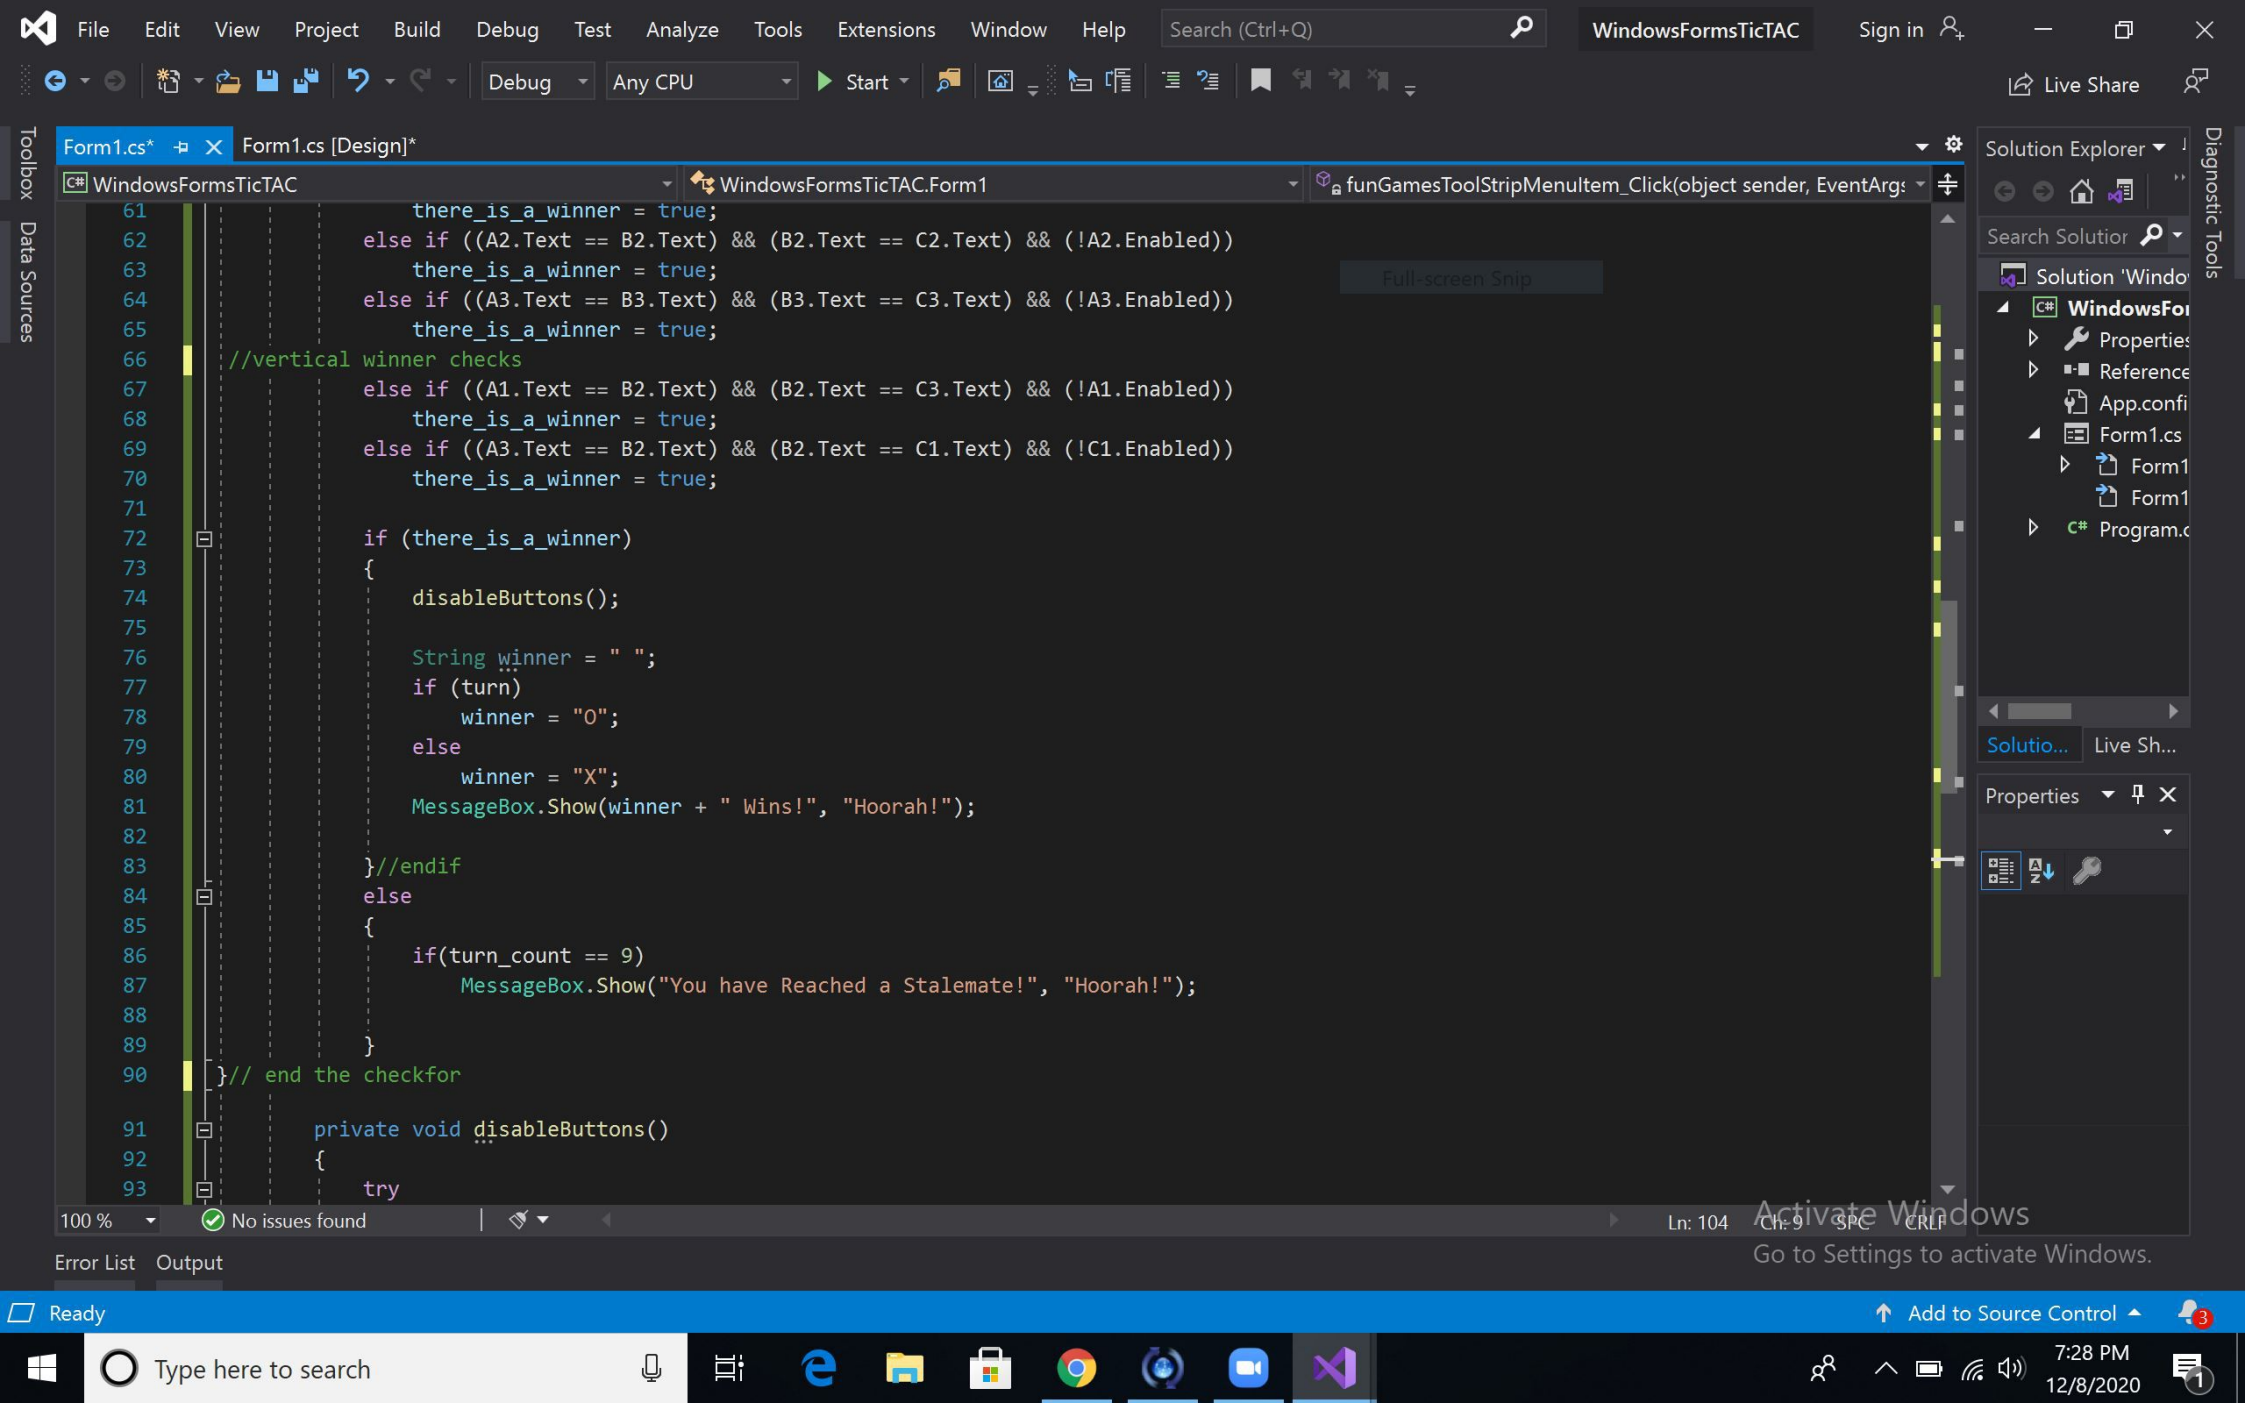 File Edit View Project Build Debug Test Analyze Tools Extensions Window Help Search (Ctrl+Q) WindowsFormsTicTAC Sign in
Debug Any CPU Start Live Share
Toolbox
Data Sources
Form1.cs* Form1.cs [Design]*
C# WindowsFormsTicTAC WindowsFormsTicTAC.Form1 funGamesToolStripMenuItem_Click(object sender, EventArgs
61 there_is_a_winner = true;
62 else if ((A2.Text == B2.Text) && (B2.Text == C2.Text) && (!A2.Enabled))
63 there_is_a_winner = true;
Full-screen Snip
64 else if ((A3.Text == B3.Text) && (B3.Text == C3.Text) && (!A3.Enabled))
65 there_is_a_winner = true;
66 //vertical winner checks
67 else if ((A1.Text == B2.Text) && (B2.Text == C3.Text) && (!A1.Enabled))
68 there_is_a_winner = true;
69 else if ((A3.Text == B2.Text) && (B2.Text == C1.Text) && (!C1.Enabled))
70 there_is_a_winner = true;
71
72 if (there_is_a_winner)
73 {
74 disableButtons();
75
76 String winner = " ";
77 if (turn)
78 winner = "O";
79 else
80 winner = "X";
81 MessageBox.Show(winner + " Wins!", "Hoorah!");
82
83 }//endif
84 else
85 {
86 if(turn_count == 9)
87 MessageBox.Show("You have Reached a Stalemate!", "Hoorah!");
88
89 }
90 }// end the checkfor
91 private void disableButtons()
92 {
93 try
100 % No issues found Ln: 104 Ch: 9 SPC CRLF
Error List Output
Solution Explorer
Search Solution
Solution 'Windo
C# WindowsFor
Properties
Reference
App.confi
Form1.cs
Form1
Form1
C# Program.c
Solutio... Live Sh...
Properties
Diagnostic Tools
Activate Windows
Go to Settings to activate Windows.
Ready Add to Source Control 3
Type here to search 7:28 PM
12/8/2020 1